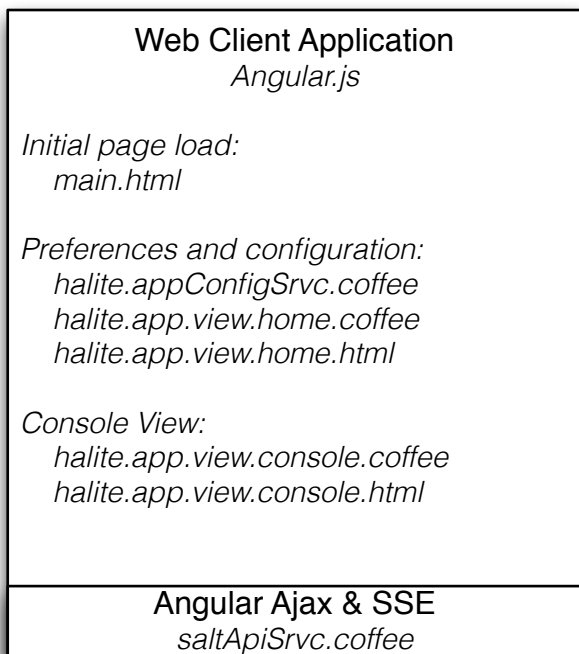 Web Client Application
Angular.js
Initial page load:
main.html
Preferences and configuration:
halite.appConfigSrvc.coffee
halite.app.view.home.coffee
halite.app.view.home.html
Console View:
halite.app.view.console.coffee
halite.app.view.console.html
Angular Ajax & SSE
saltApiSrvc.coffee